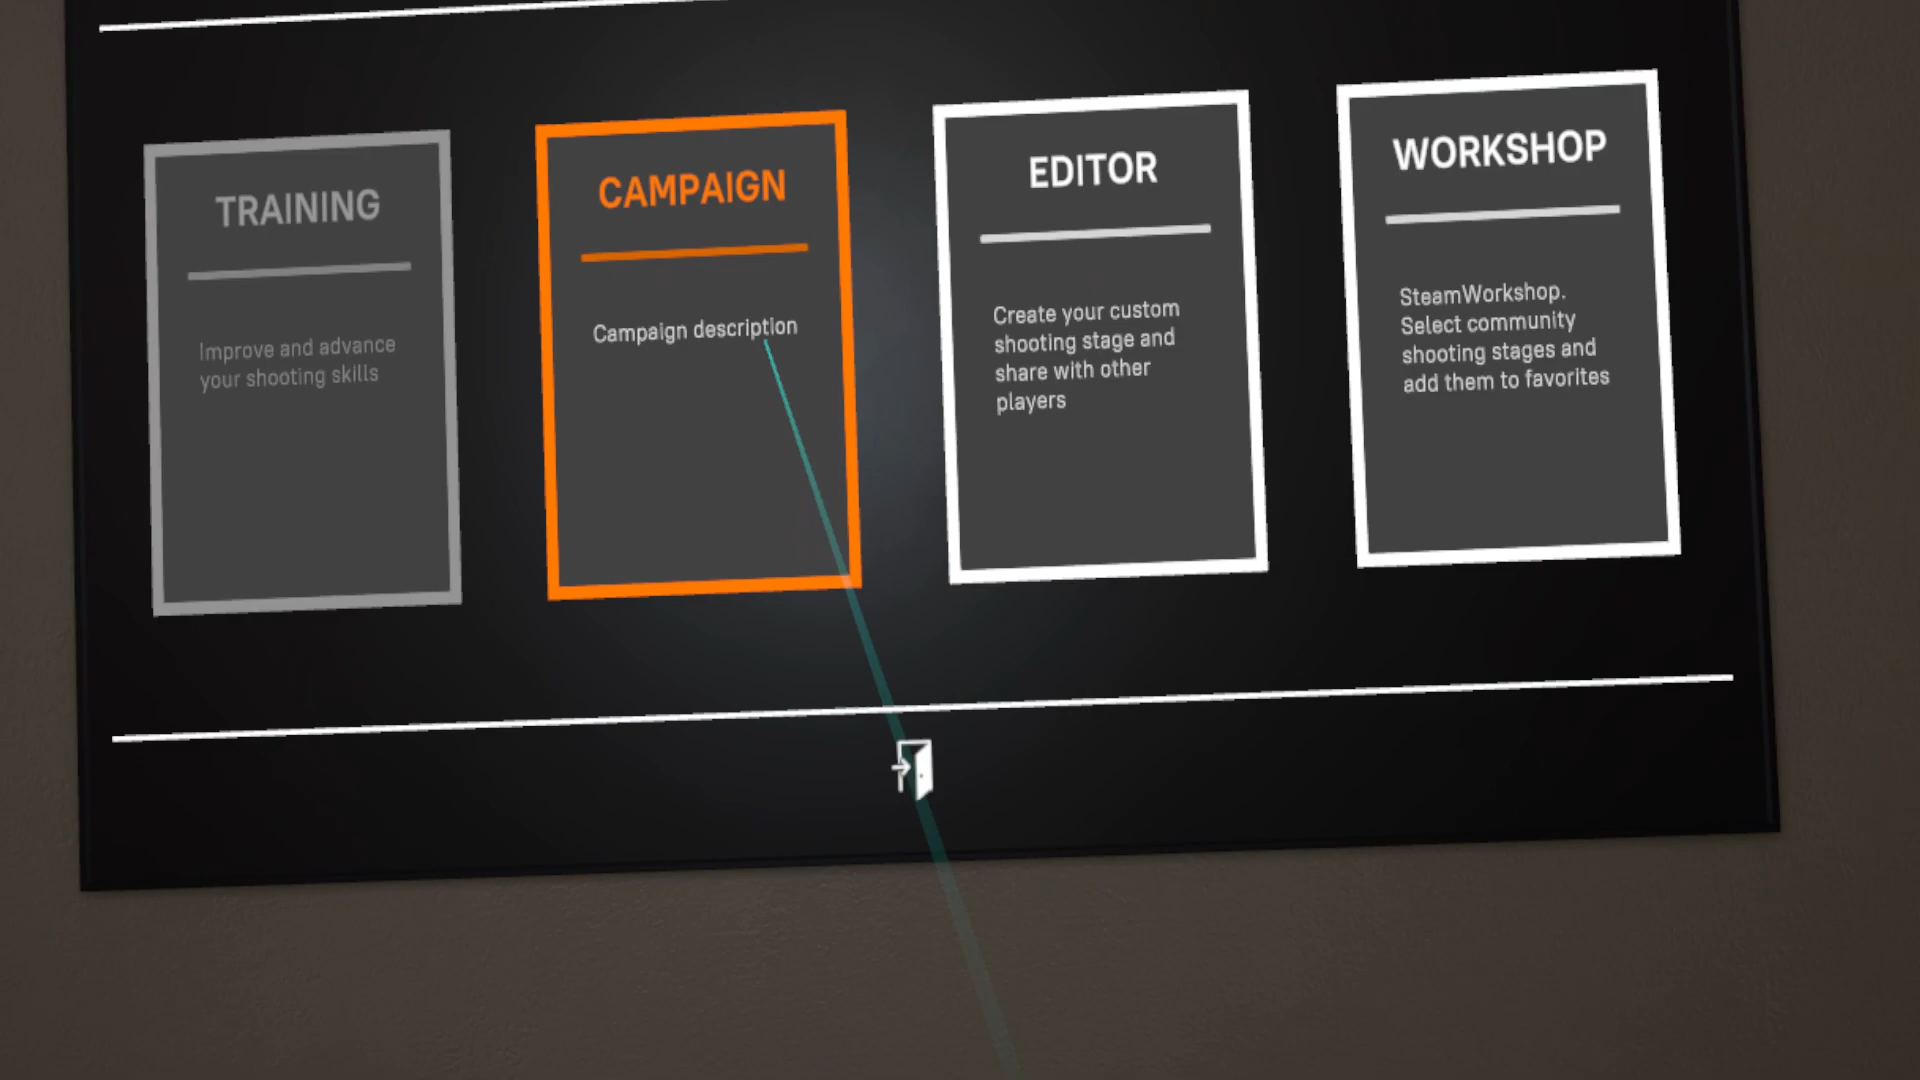 TRAINING
Improve and advance
your shooting skills
CAMPAIGN
Campaign description
EDITOR
Create your custom
shooting stage and
share with other
players
WORKSHOP
SteamWorkshop.
Select community
shooting stages and
add them to favorites